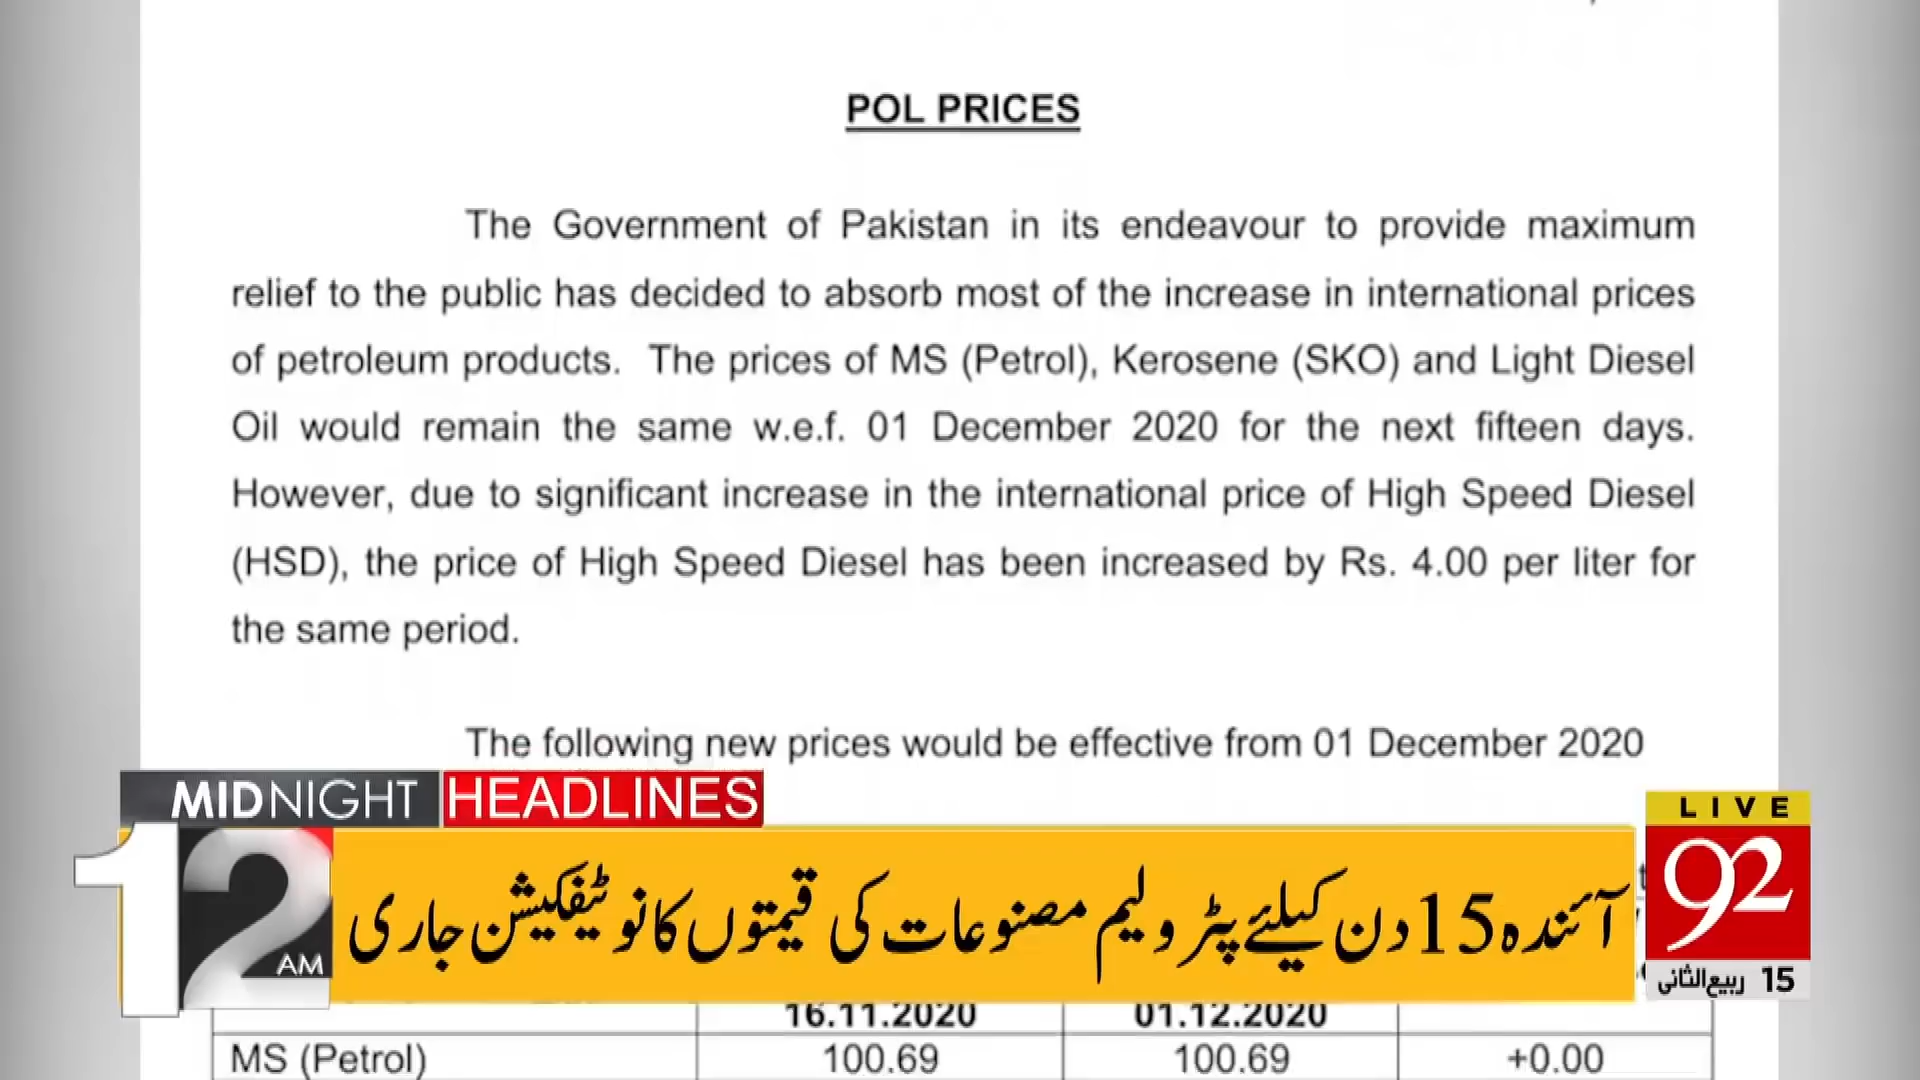 POL PRICES
The Government of Pakistan in its endeavour to provide maximum
relief to the public has decided to absorb most of the increase in international prices
of petroleum products. The prices of MS (Petrol), Kerosene (SKO) and Light Diesel
Oil would remain the same w.e.f. 01 December 2020 for the next fifteen days.
However, due to significant increase in the international price of High Speed Diesel
(HSD), the price of High Speed Diesel has been increased by Rs. 4.00 per liter for
the same period.
The following new prices would be effective from 01 December 2020
MIDNIGHT HEADLINES
12 AM
آئندہ 15 دن کیلئے پٹرولیم مصنوعات کی قیمتوں کا نوٹیفکیشن جاری
LIVE
92
15 ربیع الثانی
16.11.2020 01.12.2020
MS (Petrol) 100.69 100.69 +0.00